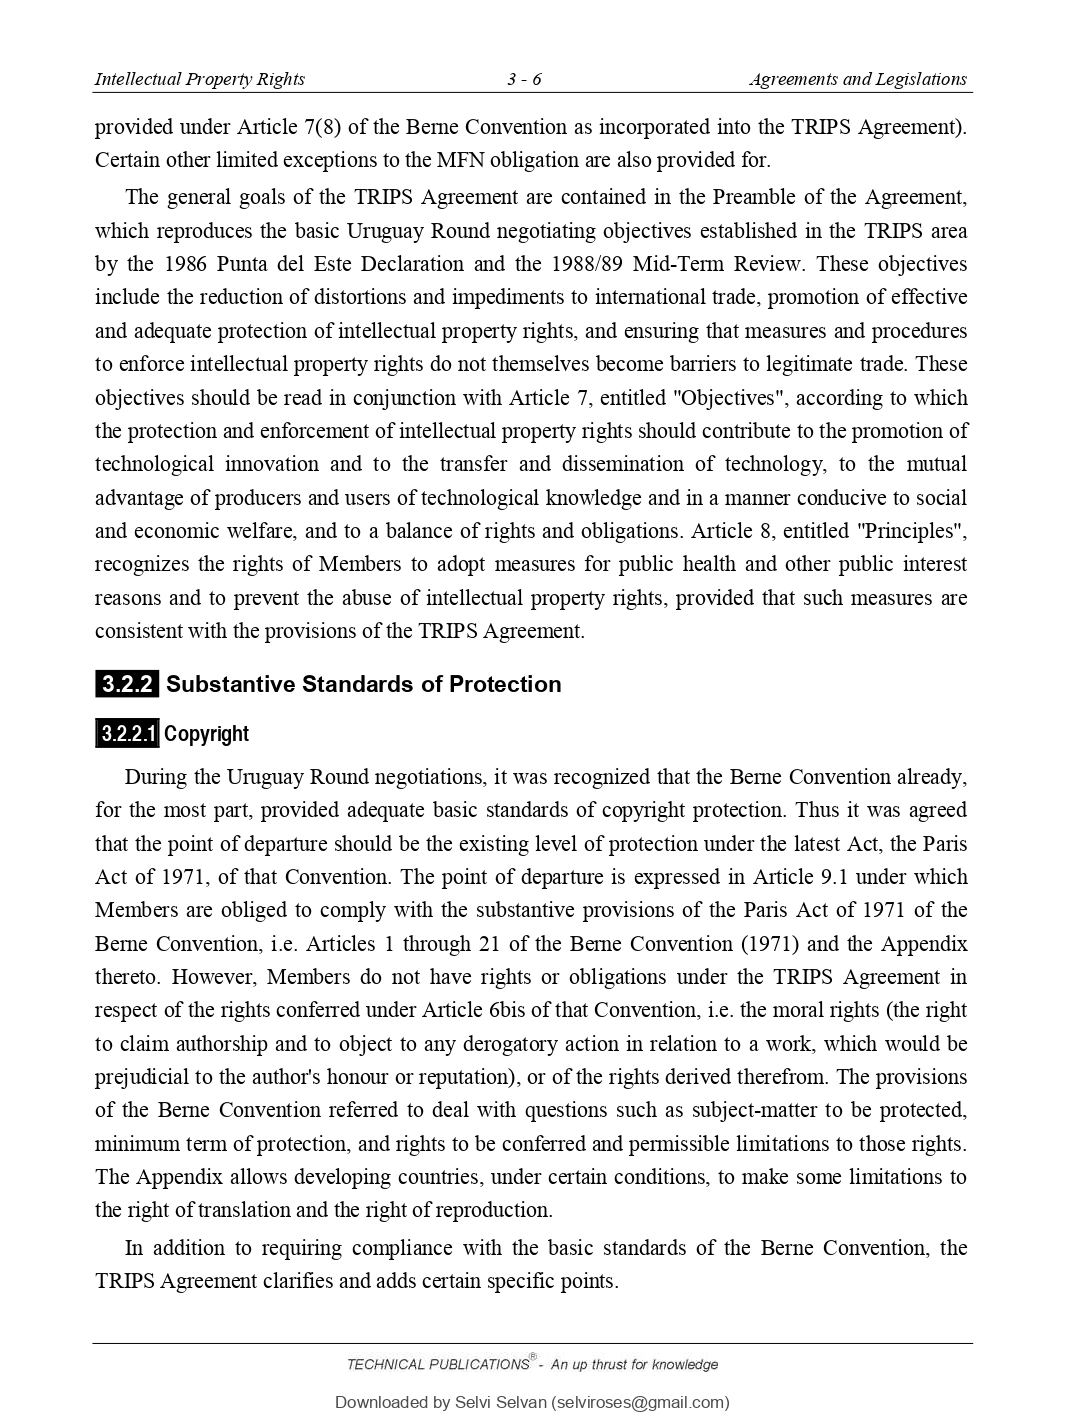 Intellectual Property Rights 3 - 6 Agreements and Legislations
provided under Article 7(8) of the Berne Convention as incorporated into the TRIPS Agreement).
Certain other limited exceptions to the MFN obligation are also provided for.
The general goals of the TRIPS Agreement are contained in the Preamble of the Agreement,
which reproduces the basic Uruguay Round negotiating objectives established in the TRIPS area
by the 1986 Punta del Este Declaration and the 1988/89 Mid-Term Review. These objectives
include the reduction of distortions and impediments to international trade, promotion of effective
and adequate protection of intellectual property rights, and ensuring that measures and procedures
to enforce intellectual property rights do not themselves become barriers to legitimate trade. These
objectives should be read in conjunction with Article 7, entitled "Objectives", according to which
the protection and enforcement of intellectual property rights should contribute to the promotion of
technological innovation and to the transfer and dissemination of technology, to the mutual
advantage of producers and users of technological knowledge and in a manner conducive to social
and economic welfare, and to a balance of rights and obligations. Article 8, entitled "Principles",
recognizes the rights of Members to adopt measures for public health and other public interest
reasons and to prevent the abuse of intellectual property rights, provided that such measures are
consistent with the provisions of the TRIPS Agreement.
3.2.2 Substantive Standards of Protection
3.2.2.1 Copyright
During the Uruguay Round negotiations, it was recognized that the Berne Convention already,
for the most part, provided adequate basic standards of copyright protection. Thus it was agreed
that the point of departure should be the existing level of protection under the latest Act, the Paris
Act of 1971, of that Convention. The point of departure is expressed in Article 9.1 under which
Members are obliged to comply with the substantive provisions of the Paris Act of 1971 of the
Berne Convention, i.e. Articles 1 through 21 of the Berne Convention (1971) and the Appendix
thereto. However, Members do not have rights or obligations under the TRIPS Agreement in
respect of the rights conferred under Article 6bis of that Convention, i.e. the moral rights (the right
to claim authorship and to object to any derogatory action in relation to a work, which would be
prejudicial to the author's honour or reputation), or of the rights derived therefrom. The provisions
of the Berne Convention referred to deal with questions such as subject-matter to be protected,
minimum term of protection, and rights to be conferred and permissible limitations to those rights.
The Appendix allows developing countries, under certain conditions, to make some limitations to
the right of translation and the right of reproduction.
In addition to requiring compliance with the basic standards of the Berne Convention, the
TRIPS Agreement clarifies and adds certain specific points.
TECHNICAL PUBLICATIONS® - An up thrust for knowledge
Downloaded by Selvi Selvan (selviroses@gmail.com)